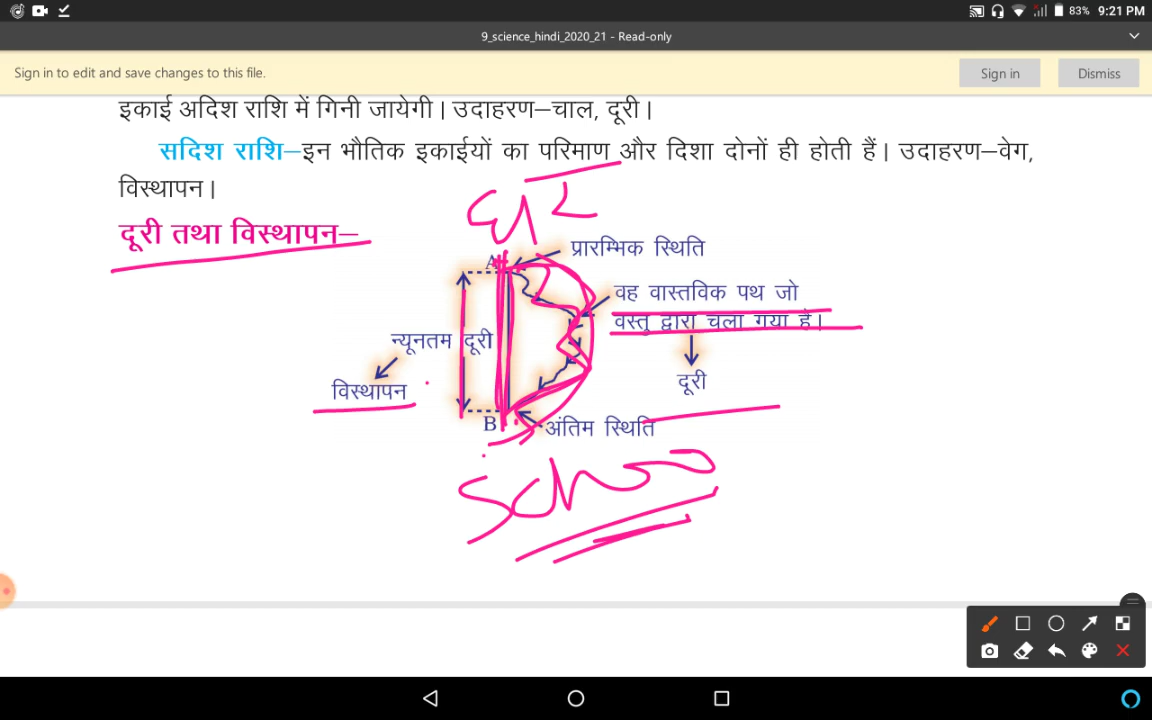 83% 9:21 PM
9_science_hindi_2020_21 - Read-only
Sign in to edit and save changes to this file.
Sign in
Dismiss
इकाई अदिश राशि में गिनी जायेगी। उदाहरण–चाल, दूरी।
सदिश राशि–इन भौतिक इकाईयों का परिमाण और दिशा दोनों ही होती हैं। उदाहरण–वेग,
विस्थापन।
घर
दूरी तथा विस्थापन–
A
प्रारम्भिक स्थिति
वह वास्तविक पथ जो
वस्तु द्वारा चला गया है।
न्यूनतम दूरी
विस्थापन
दूरी
B
अंतिम स्थिति